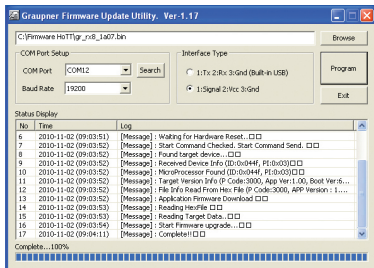 Graupner Firmware Update Utility. Ver-1.17
C:\Firmware HoTT\gr_rx8_1a07.bin
Browse
COM Port Setup
COM Port COM12 Search
Baud Rate 19200
Interface Type
1:Tx 2:Rx 3:Gnd (Built-in USB)
1:Signal 2:Vcc 3:Gnd
Program
Exit
Status Display
No Time Log
6 2010-11-02 (09:03:51) [Message] : Waiting for Hardware Reset..□□
7 2010-11-02 (09:03:52) [Message] : Start Command Checked. Start Command Send. □□
8 2010-11-02 (09:03:52) [Message] : Found target device...□□
9 2010-11-02 (09:03:52) [Message] : Received Device Info (ID:0x044f, PI:0x03)□□
10 2010-11-02 (09:03:52) [Message] : MicroProcessor Found (ID:0x044f, PI:0x03)□□
11 2010-11-02 (09:03:52) [Message] : Target Version Info (P Code:3000, App Ver:1.00, Boot Ver:6...
12 2010-11-02 (09:03:52) [Message] : File Info Read From Hex File (P Code:3000, APP Version : 1....
13 2010-11-02 (09:03:52) [Message] : Application Firmware Download □□
14 2010-11-02 (09:03:52) [Message] : Reading HexFile □□
15 2010-11-02 (09:03:52) [Message] : Reading Target Data..□□
16 2010-11-02 (09:03:54) [Message] : Start Firmware upgrade...□□
17 2010-11-02 (09:04:11) [Message] : Complete!!□□
Complete...100%